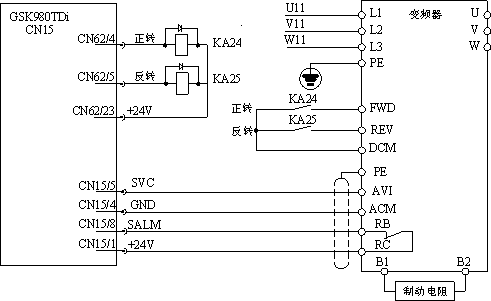 GSK980TDi
CN15
CN62/4 正转 KA24
CN62/5 反转 KA25
CN62/23 +24V
CN15/5 SVC
CN15/4 GND
CN15/8 SALM
CN15/1 +24V
U11
V11
W11
正转 KA24
反转 KA25
变频器
L1 U
L2 V
L3 W
PE
FWD
REV
DCM
PE
AVI
ACM
RB
RC
B1 B2
制动电阻